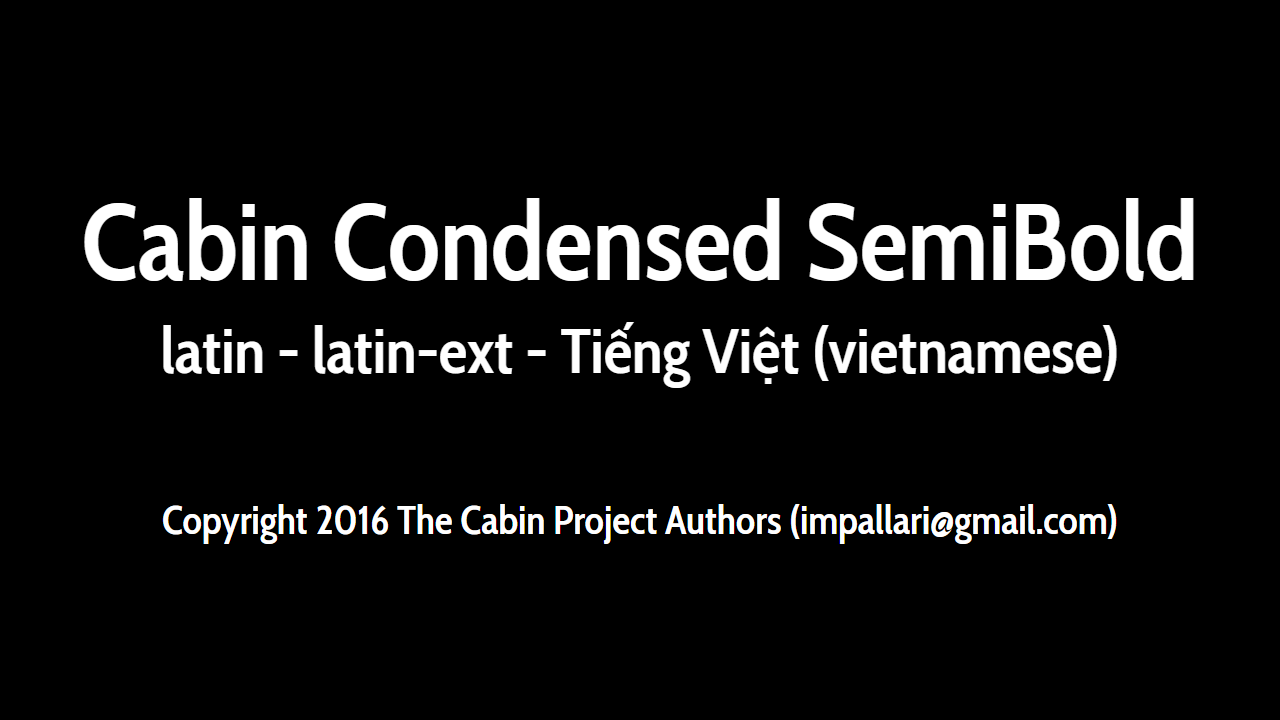 Cabin Condensed SemiBold
latin - latin-ext - Tiếng Việt (vietnamese)
Copyright 2016 The Cabin Project Authors (impallari@gmail.com)